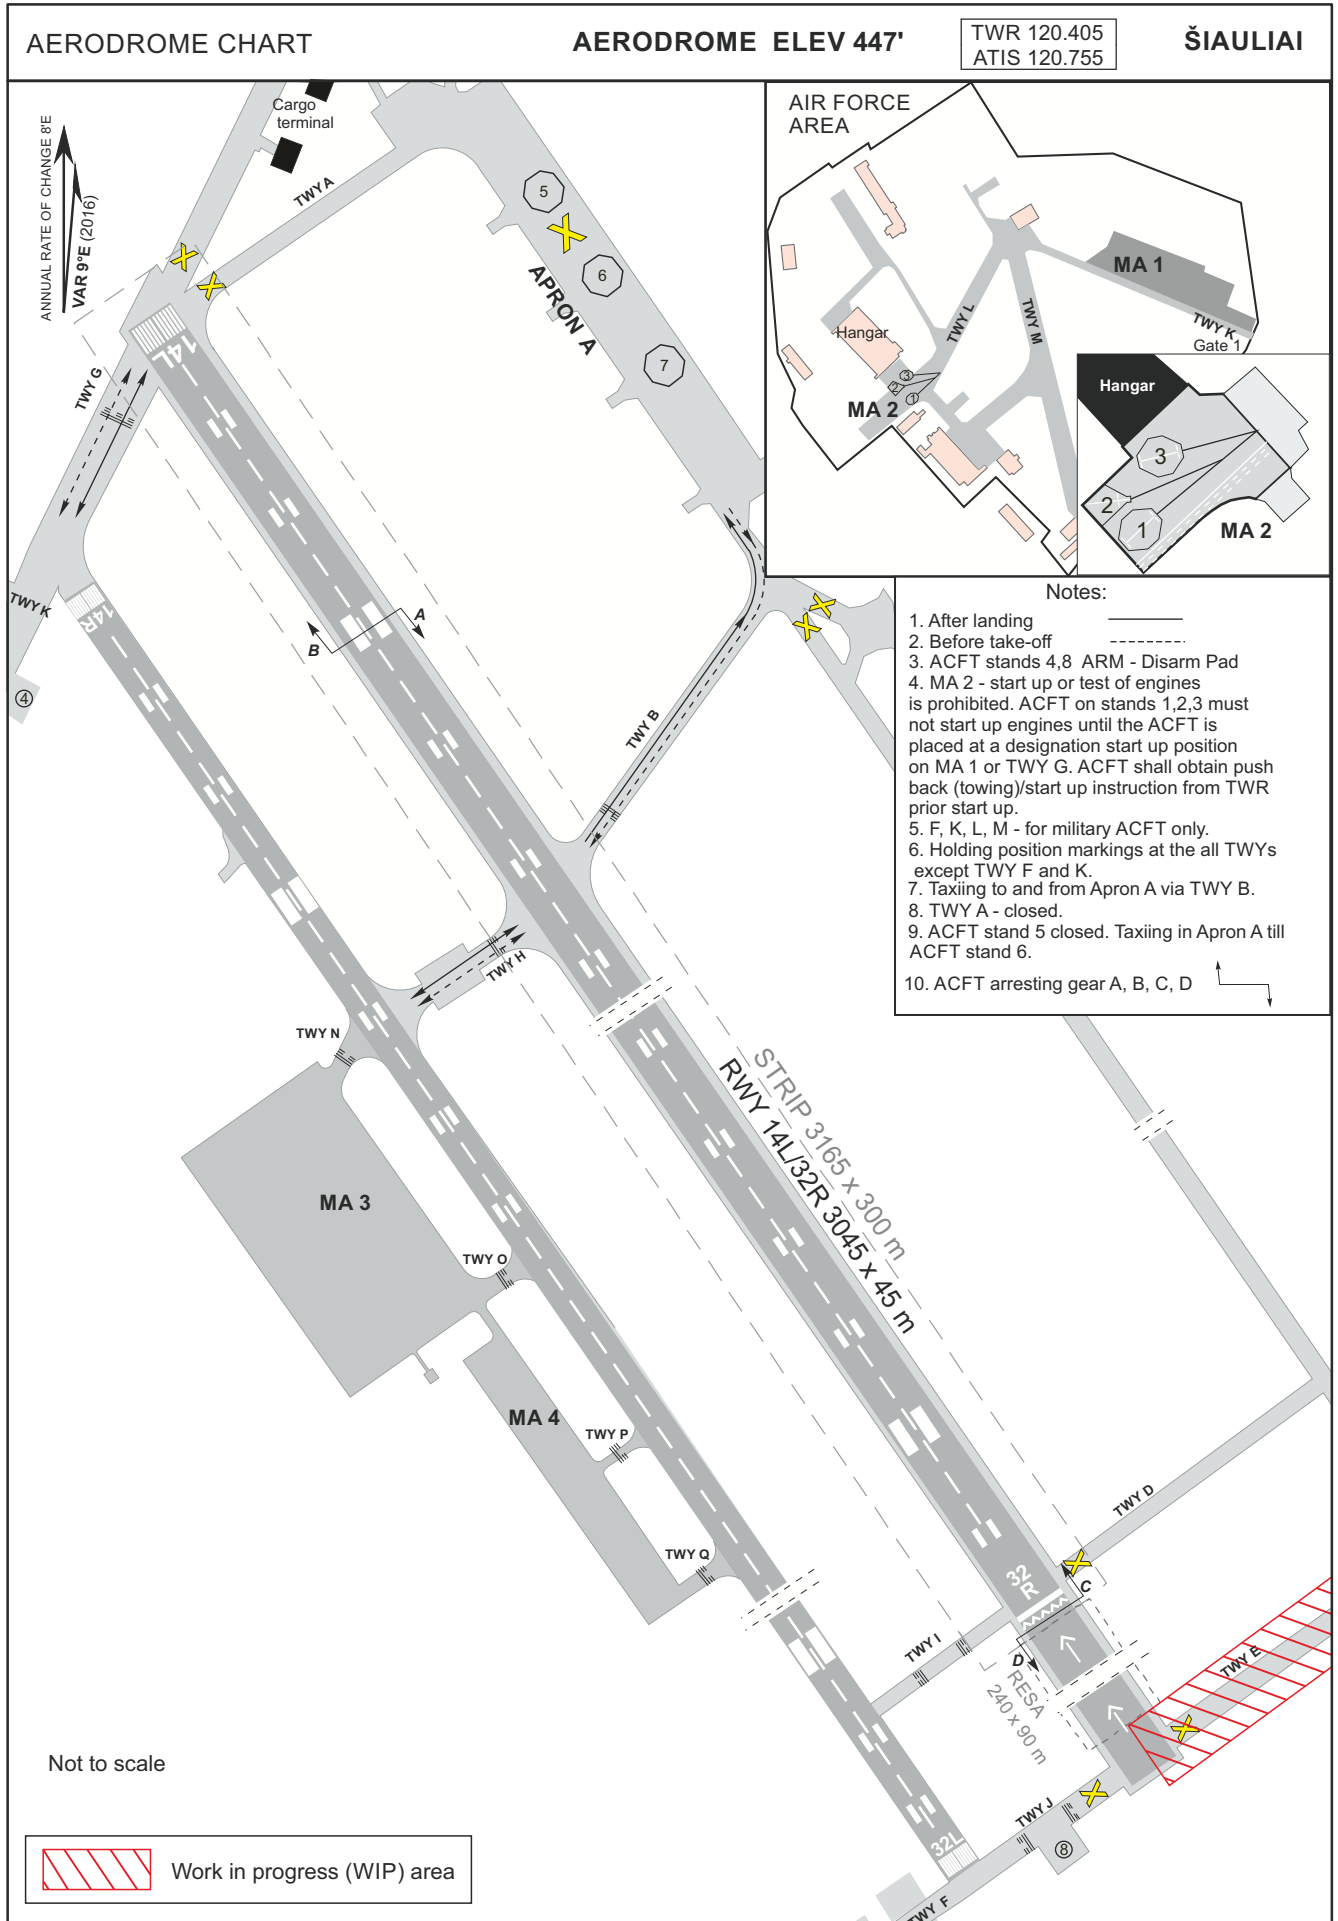 AERODROME CHART
AERODROME ELEV 447'
TWR 120.405
ATIS 120.755
ŠIAULIAI
ANNUAL RATE OF CHANGE 8'E
VAR 9°E (2016)
Cargo
terminal
TWY A
5
6
7
APRON A
14L
TWY G
TWY K
14R
4
A
B
TWY B
TWY H
TWY N
MA 3
TWY O
MA 4
TWY P
TWY Q
STRIP 3165 x 300 m
RWY 14L/32R 3045 x 45 m
TWY D
32
R
C
D
TWY I
RESA
240 x 90 m
TWY E
TWY J
8
32L
TWY F
AIR FORCE
AREA
MA 1
TWY L
TWY M
TWY K
Gate 1
Hangar
3
2
1
MA 2
Hangar
3
2
1
MA 2
Notes:
1. After landing
2. Before take-off
3. ACFT stands 4,8 ARM - Disarm Pad
4. MA 2 - start up or test of engines
is prohibited. ACFT on stands 1,2,3 must
not start up engines until the ACFT is
placed at a designation start up position
on MA 1 or TWY G. ACFT shall obtain push
back (towing)/start up instruction from TWR
prior start up.
5. F, K, L, M - for military ACFT only.
6. Holding position markings at the all TWYs
except TWY F and K.
7. Taxiing to and from Apron A via TWY B.
8. TWY A - closed.
9. ACFT stand 5 closed. Taxiing in Apron A till
ACFT stand 6.
10. ACFT arresting gear A, B, C, D
Not to scale
Work in progress (WIP) area